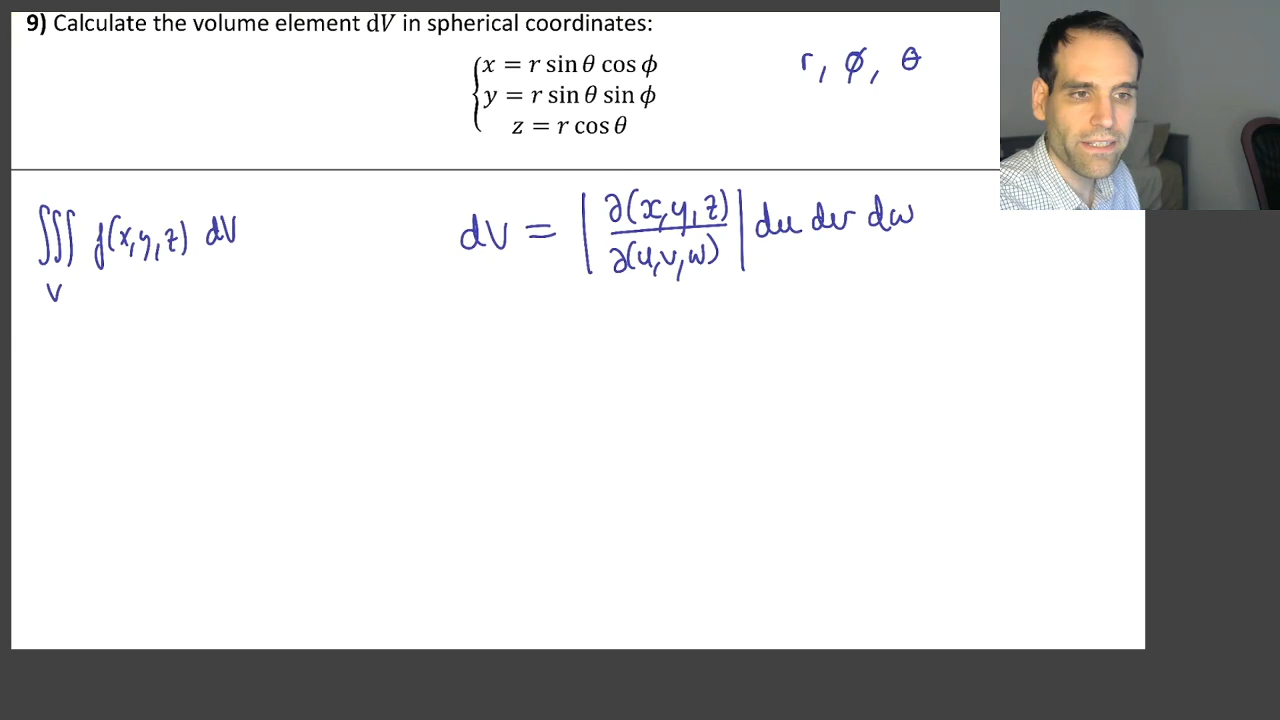 9) Calculate the volume element dV in spherical coordinates:
{x = r sin θ cos ϕ
y = r sin θ sin ϕ
z = r cos θ
r, ϕ, θ
∭ f(x,y,z) dV
V
dV = | ∂(x,y,z) / ∂(u,v,w) | du dv dw